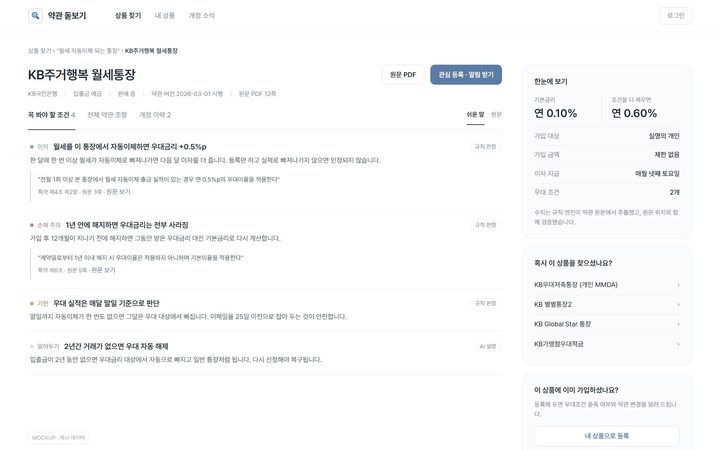 약관 돋보기
상품 찾기
내 상품
개정 소식
로그인
상품 찾기 › "월세 자동이체 되는 통장" › KB주거행복 월세통장
KB주거행복 월세통장
원문 PDF
관심 등록 · 알림 받기
KB국민은행 | 입출금 예금 | 판매 중 | 약관 버전 2026-03-01 시행 | 원문 PDF 12쪽
꼭 봐야 할 조건 4
전체 약관 조항
개정 이력 2
쉬운 말
원문
이익 월세를 이 통장에서 자동이체하면 우대금리 +0.5%p
규칙 판정
한 달에 한 번 이상 월세가 자동이체로 빠져나가면 다음 달 이자를 더 줍니다. 등록만 하고 실제로 빠져나가지 않으면 인정되지 않습니다.
"전월 1회 이상 본 통장에서 월세 자동이체 출금 실적이 있는 경우 연 0.5%p의 우대이율을 적용한다"
특약 제4조 제2항 · 원문 3쪽 · 원문 보기
손해 주의 1년 안에 해지하면 우대금리는 전부 사라짐
규칙 판정
가입 후 12개월이 지나기 전에 해지하면 그동안 받은 우대금리 대신 기본금리로 다시 계산합니다.
"계약일로부터 1년 이내 해지 시 우대이율은 적용하지 아니하며 기본이율을 적용한다"
특약 제6조 · 원문 5쪽 · 원문 보기
기한 우대 실적은 매달 말일 기준으로 판단
규칙 판정
말일까지 자동이체가 한 번도 없으면 그달은 우대 대상에서 빠집니다. 이체일을 25일 이전으로 잡아 두는 것이 안전합니다.
알아두기 2년간 거래가 없으면 우대 자동 해제
AI 설명
입출금이 2년 동안 없으면 우대금리 대상에서 자동으로 빠지고 일반 통장처럼 됩니다. 다시 신청해야 복구됩니다.
MOCKUP · 예시 데이터
한눈에 보기
기본금리
연 0.10%
조건을 다 채우면
연 0.60%
가입 대상 실명의 개인
가입 금액 제한 없음
이자 지급 매월 넷째 토요일
우대 조건 2개
수치는 규칙 엔진이 약관 원문에서 추출했고, 원문 위치와 함
께 검증됐습니다.
혹시 이 상품을 찾으셨나요?
KB우대저축통장 (개인 MMDA) ›
KB 별별통장2 ›
KB Global Star 통장 ›
KB가맹점우대적금 ›
이 상품에 이미 가입하셨나요?
등록해 두면 우대조건 충족 여부와 약관 변경을 알려 드립니
다.
내 상품으로 등록